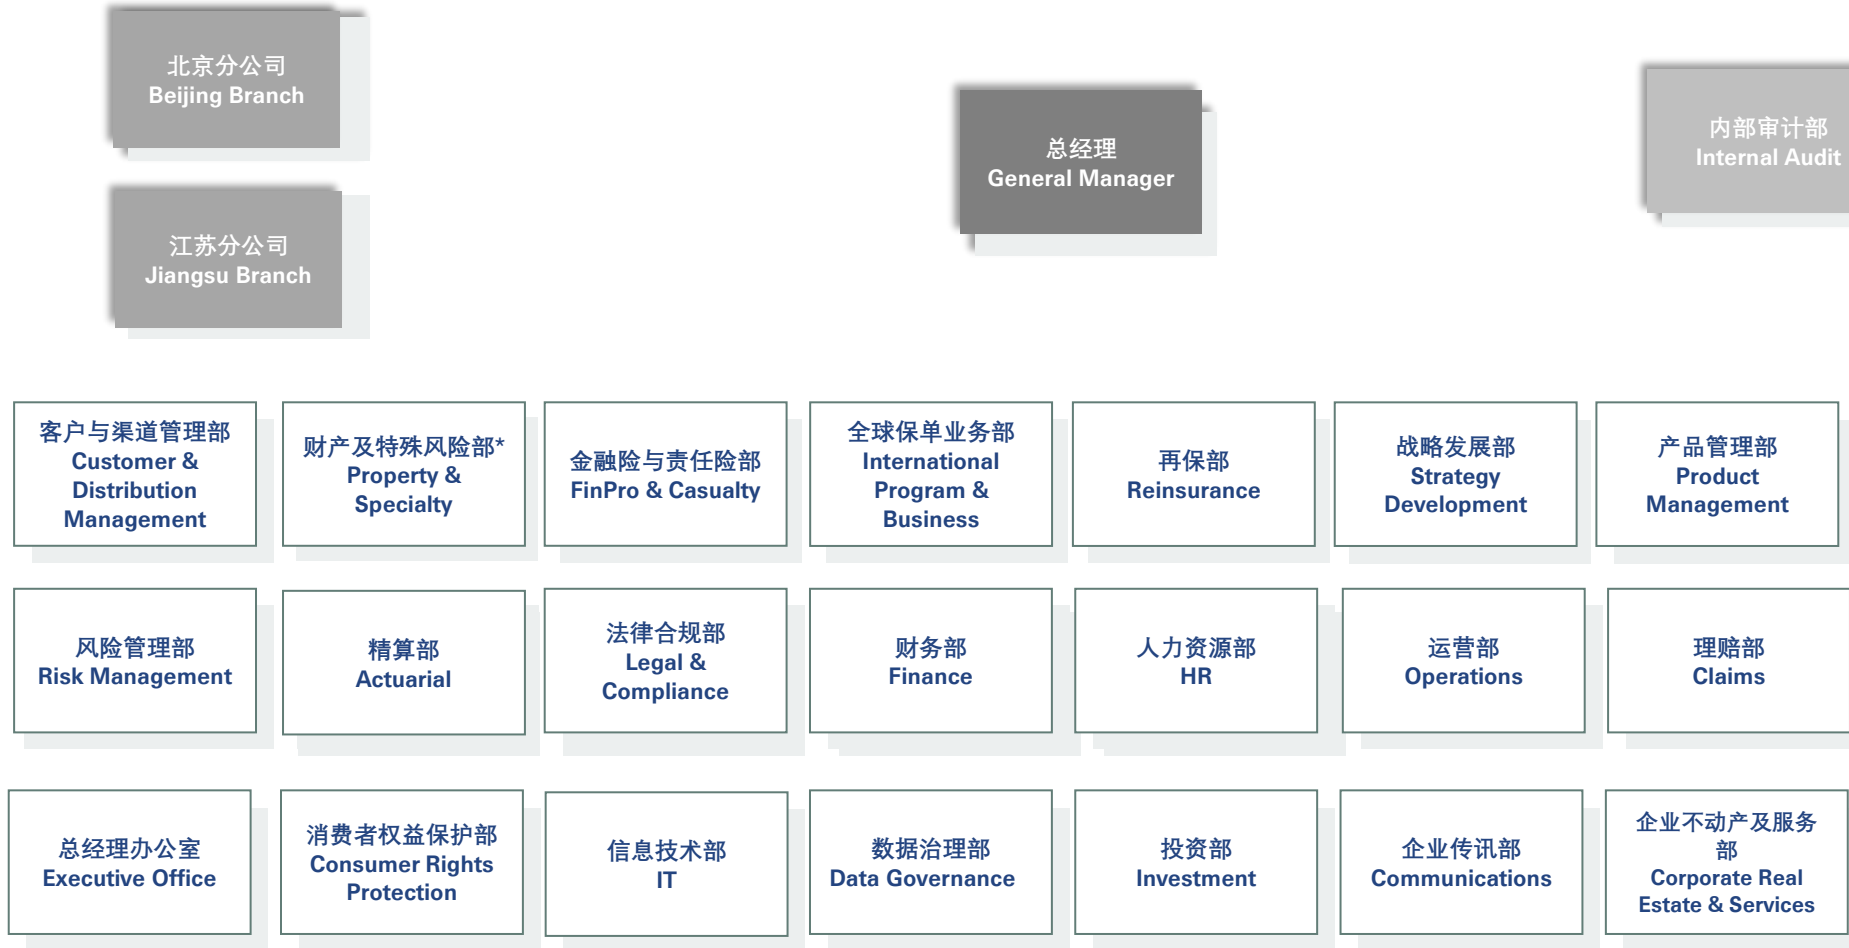 北京分公司
Beijing Branch
总经理
General Manager
内部审计部
Internal Audit
江苏分公司
Jiangsu Branch
客户与渠道管理部
Customer &
Distribution
Management
财产及特殊风险部*
Property &
Specialty
金融险与责任险部
FinPro & Casualty
全球保单业务部
International
Program &
Business
再保部
Reinsurance
战略发展部
Strategy
Development
产品管理部
Product
Management
风险管理部
Risk Management
精算部
Actuarial
法律合规部
Legal &
Compliance
财务部
Finance
人力资源部
HR
运营部
Operations
理赔部
Claims
总经理办公室
Executive Office
消费者权益保护部
Consumer Rights
Protection
信息技术部
IT
数据治理部
Data Governance
投资部
Investment
企业传讯部
Communications
企业不动产及服务
部
Corporate Real
Estate & Services